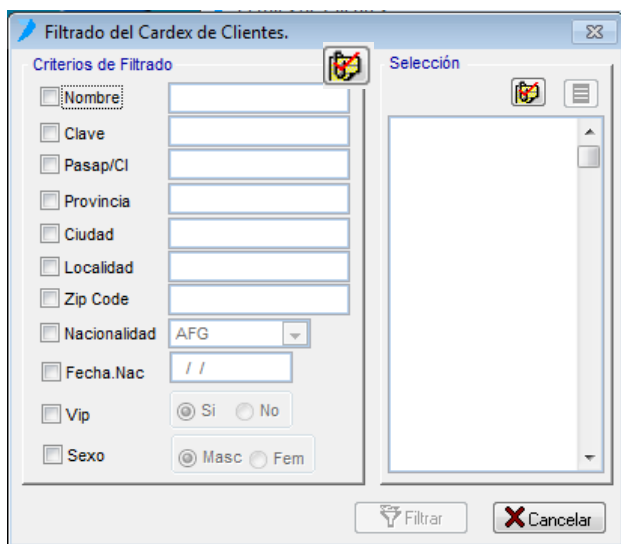 Filtrado del Cardex de Clientes.
Criterios de Filtrado
Nombre
Clave
Pasap/CI
Provincia
Ciudad
Localidad
Zip Code
Nacionalidad AFG
Fecha.Nac / /
Vip Si No
Sexo Masc Fem
Selección
Filtrar Cancelar